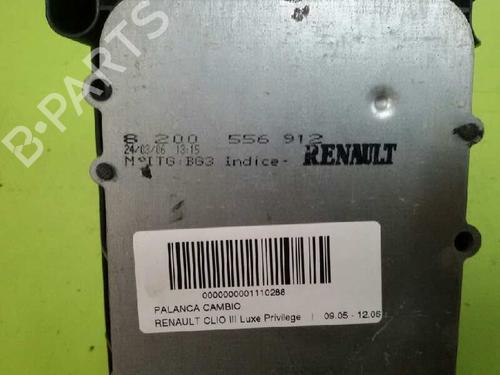 8 200 556 912
24/03/06 13:15
N°ITG:BG3 indice- RENAULT
0000000001110288
PALANCA CAMBIO
RENAULT CLIO III Luxe Privilege | 09.05 - 12.06
B-PARTS